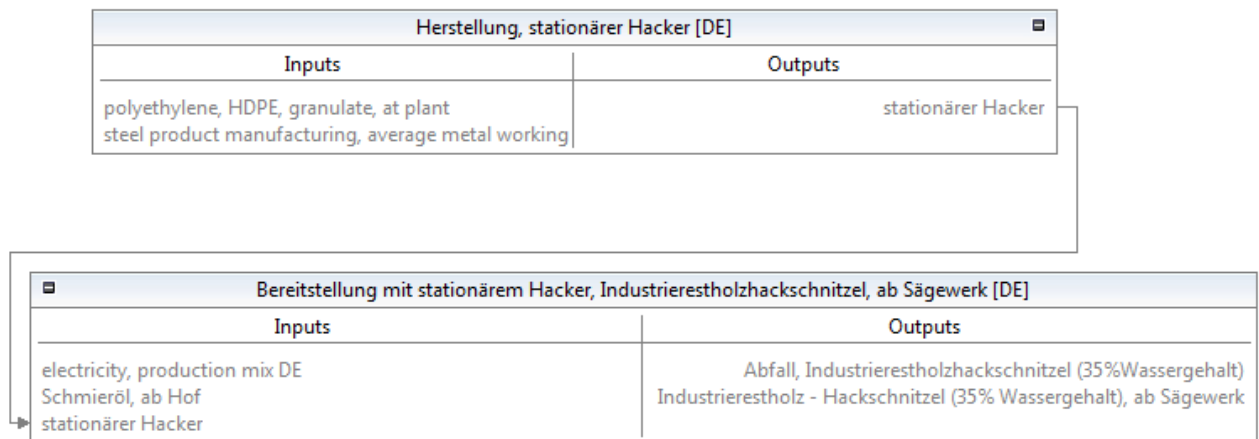 Herstellung, stationärer Hacker [DE]
Inputs Outputs
polyethylene, HDPE, granulate, at plant stationärer Hacker
steel product manufacturing, average metal working
Bereitstellung mit stationärem Hacker, Industrierestholzhackschnitzel, ab Sägewerk [DE]
Inputs Outputs
electricity, production mix DE Abfall, Industrierestholzhackschnitzel (35%Wassergehalt)
Schmieröl, ab Hof Industrierestholz - Hackschnitzel (35% Wassergehalt), ab Sägewerk
stationärer Hacker